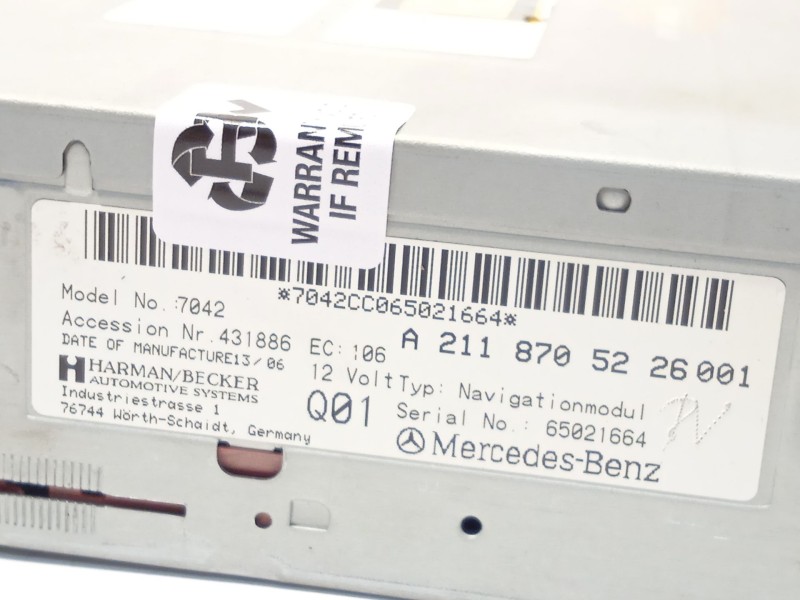 WARRAN
IF REM
*7042CC065021664*
Model No.:7042
Accession Nr.431886 EC:106 A 211 870 52 26 001
DATE OF MANUFACTURE13/06
HARMAN/BECKER
AUTOMOTIVE SYSTEMS
12 Volt Typ: Navigationmodul
Q01
Serial No.: 65021664
Industriestrasse 1
76744 Wörth-Schaidt, Germany
Mercedes-Benz